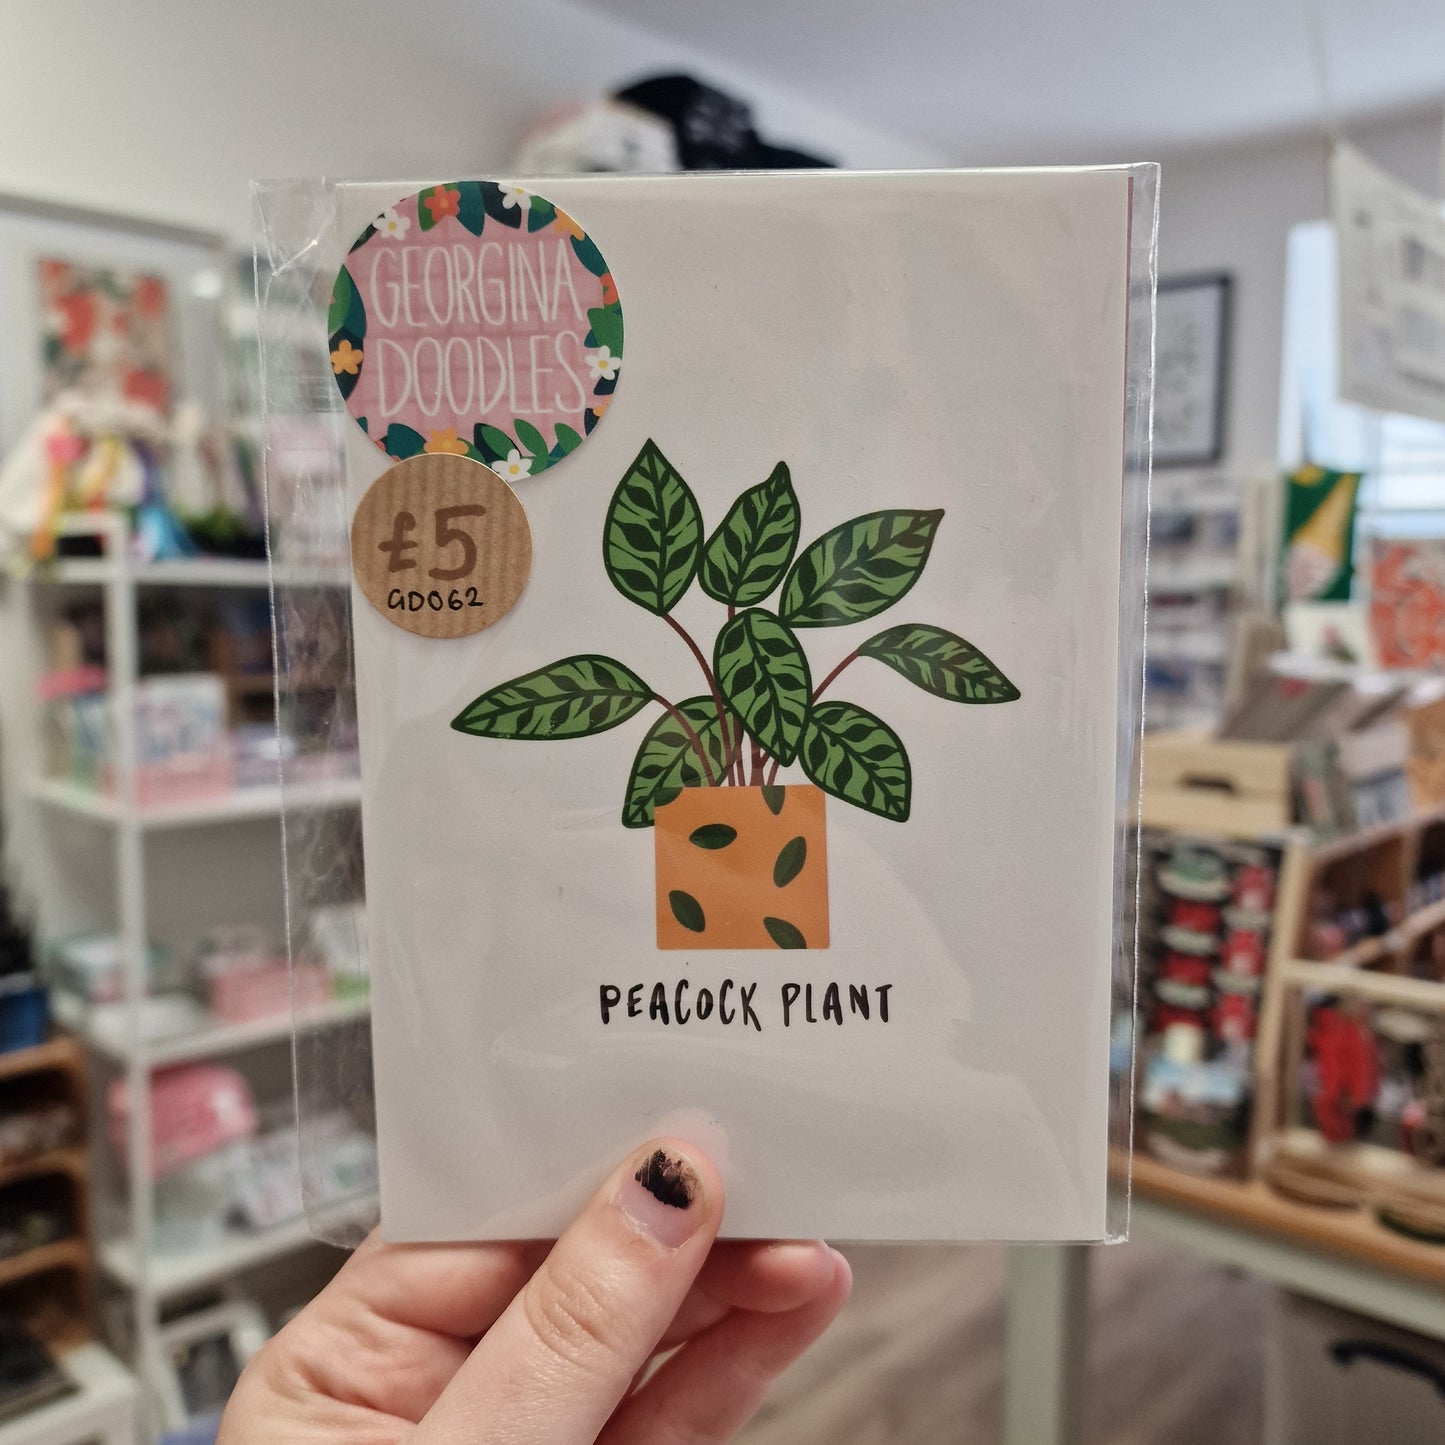 GEORGINA
DOODLES
£5
GD062
PEACOCK PLANT